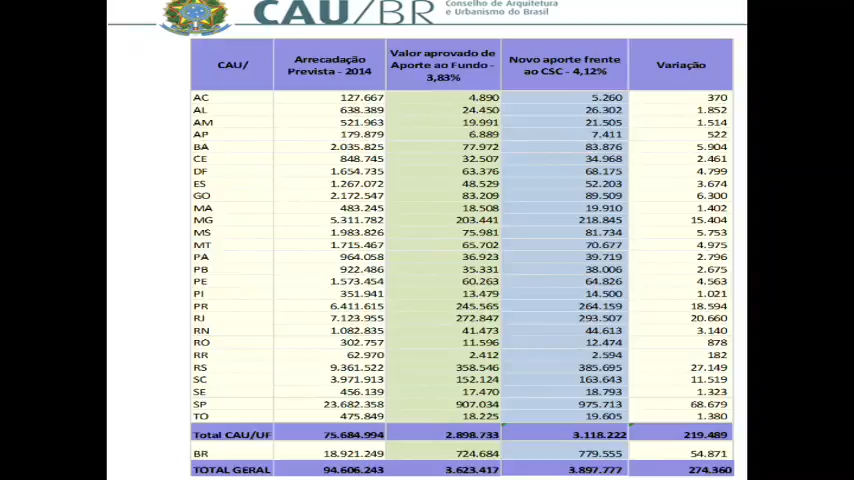 CAU/BR Conselho de Arquitetura
e Urbanismo do Brasil
CAU/ Arrecadação Prevista - 2014 Valor aprovado de Aporte ao Fundo - 3,83% Novo aporte frente ao CSC - 4,12% Variação
AC 127.667 4.890 5.260 370
AL 638.389 24.450 26.302 1.852
AM 521.963 19.991 21.505 1.514
AP 179.879 6.889 7.411 522
BA 2.035.825 77.972 83.876 5.904
CE 848.745 32.507 34.968 2.461
DF 1.654.735 63.376 68.175 4.799
ES 1.267.072 48.529 52.203 3.674
GO 2.172.547 83.209 89.509 6.300
MA 483.245 18.508 19.910 1.402
MG 5.311.782 203.441 218.845 15.404
MS 1.983.826 75.981 81.734 5.753
MT 1.715.467 65.702 70.677 4.975
PA 964.058 36.923 39.719 2.796
PB 922.486 35.331 38.006 2.675
PE 1.573.454 60.263 64.826 4.563
PI 351.941 13.479 14.500 1.021
PR 6.411.615 245.565 264.159 18.594
RJ 7.123.955 272.847 293.507 20.660
RN 1.082.835 41.473 44.613 3.140
RO 302.757 11.596 12.474 878
RR 62.970 2.412 2.594 182
RS 9.361.522 358.546 385.695 27.149
SC 3.971.913 152.124 163.643 11.519
SE 456.139 17.470 18.793 1.323
SP 23.682.358 907.034 975.713 68.679
TO 475.849 18.225 19.605 1.380
Total CAU/UF 75.684.994 2.898.733 3.118.222 219.489
BR 18.921.249 724.684 779.555 54.871
TOTAL GERAL 94.606.243 3.623.417 3.897.777 274.360